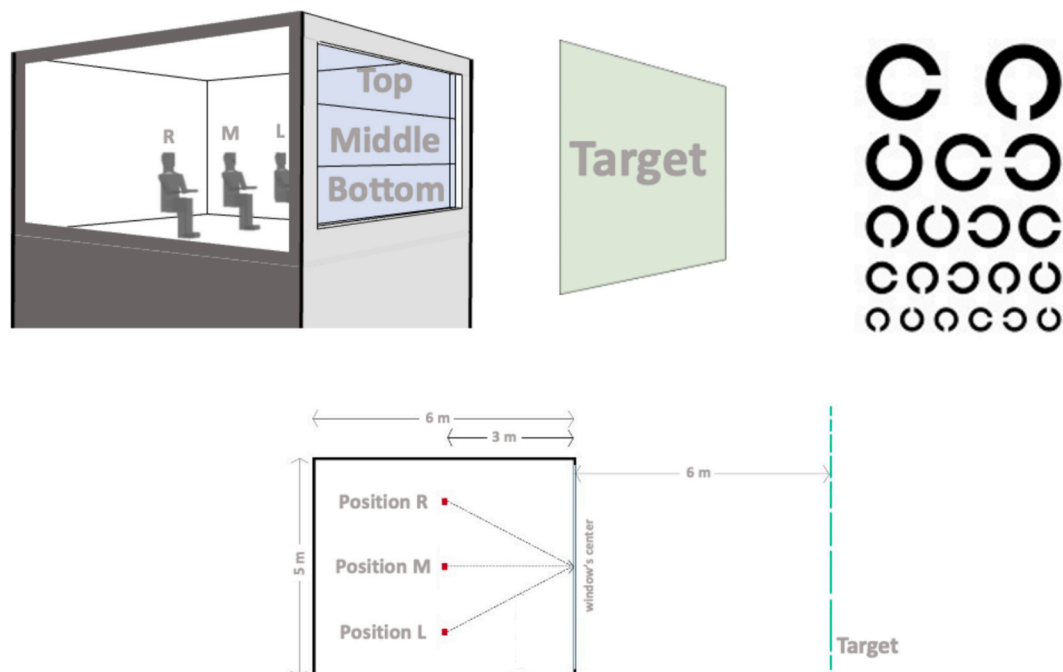 Top
Middle
Bottom
R
M
L
Target
6 m
3 m
6 m
5 m
Position R
Position M
Position L
window's center
Target